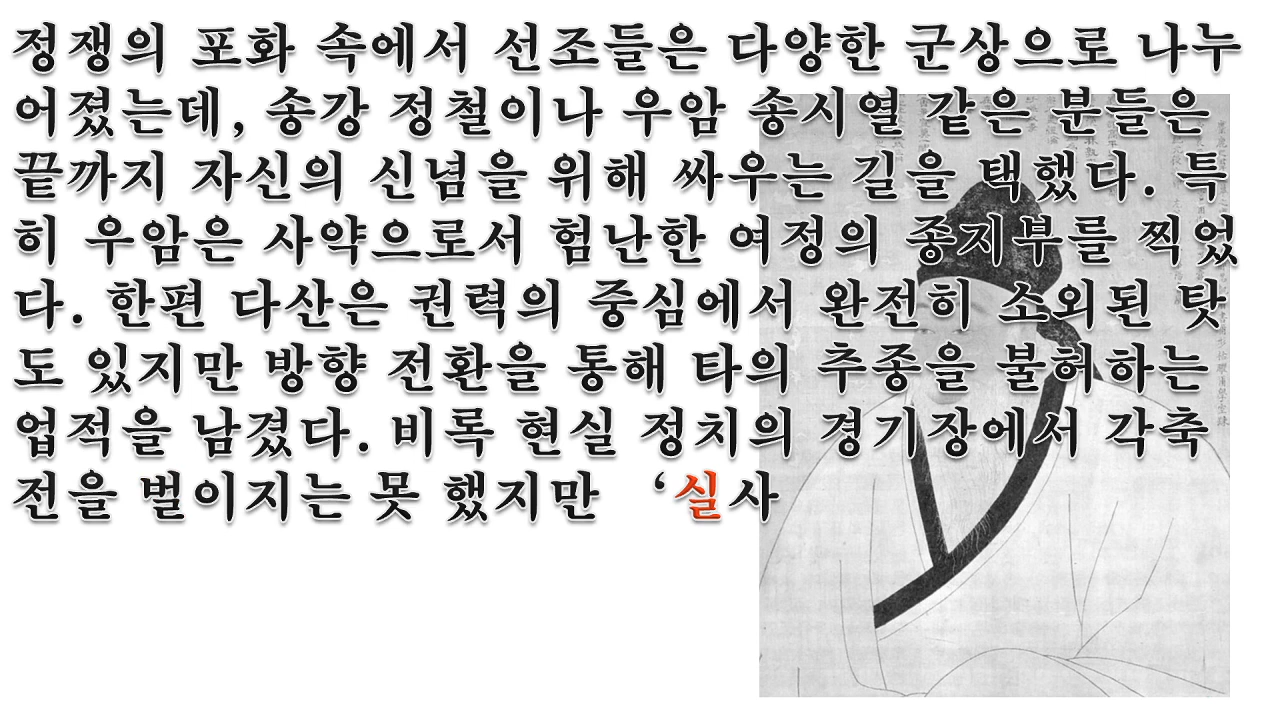 정쟁의 포화 속에서 선조들은 다양한 군상으로 나누
어졌는데, 송강 정철이나 우암 송시열 같은 분들은
끝까지 자신의 신념을 위해 싸우는 길을 택했다. 특
히 우암은 사약으로서 험난한 여정의 종지부를 찍었
다. 한편 다산은 권력의 중심에서 완전히 소외된 탓
도 있지만 방향 전환을 통해 타의 추종을 불허하는
업적을 남겼다. 비록 현실 정치의 경기장에서 각축
전을 벌이지는 못 했지만 ‘실사